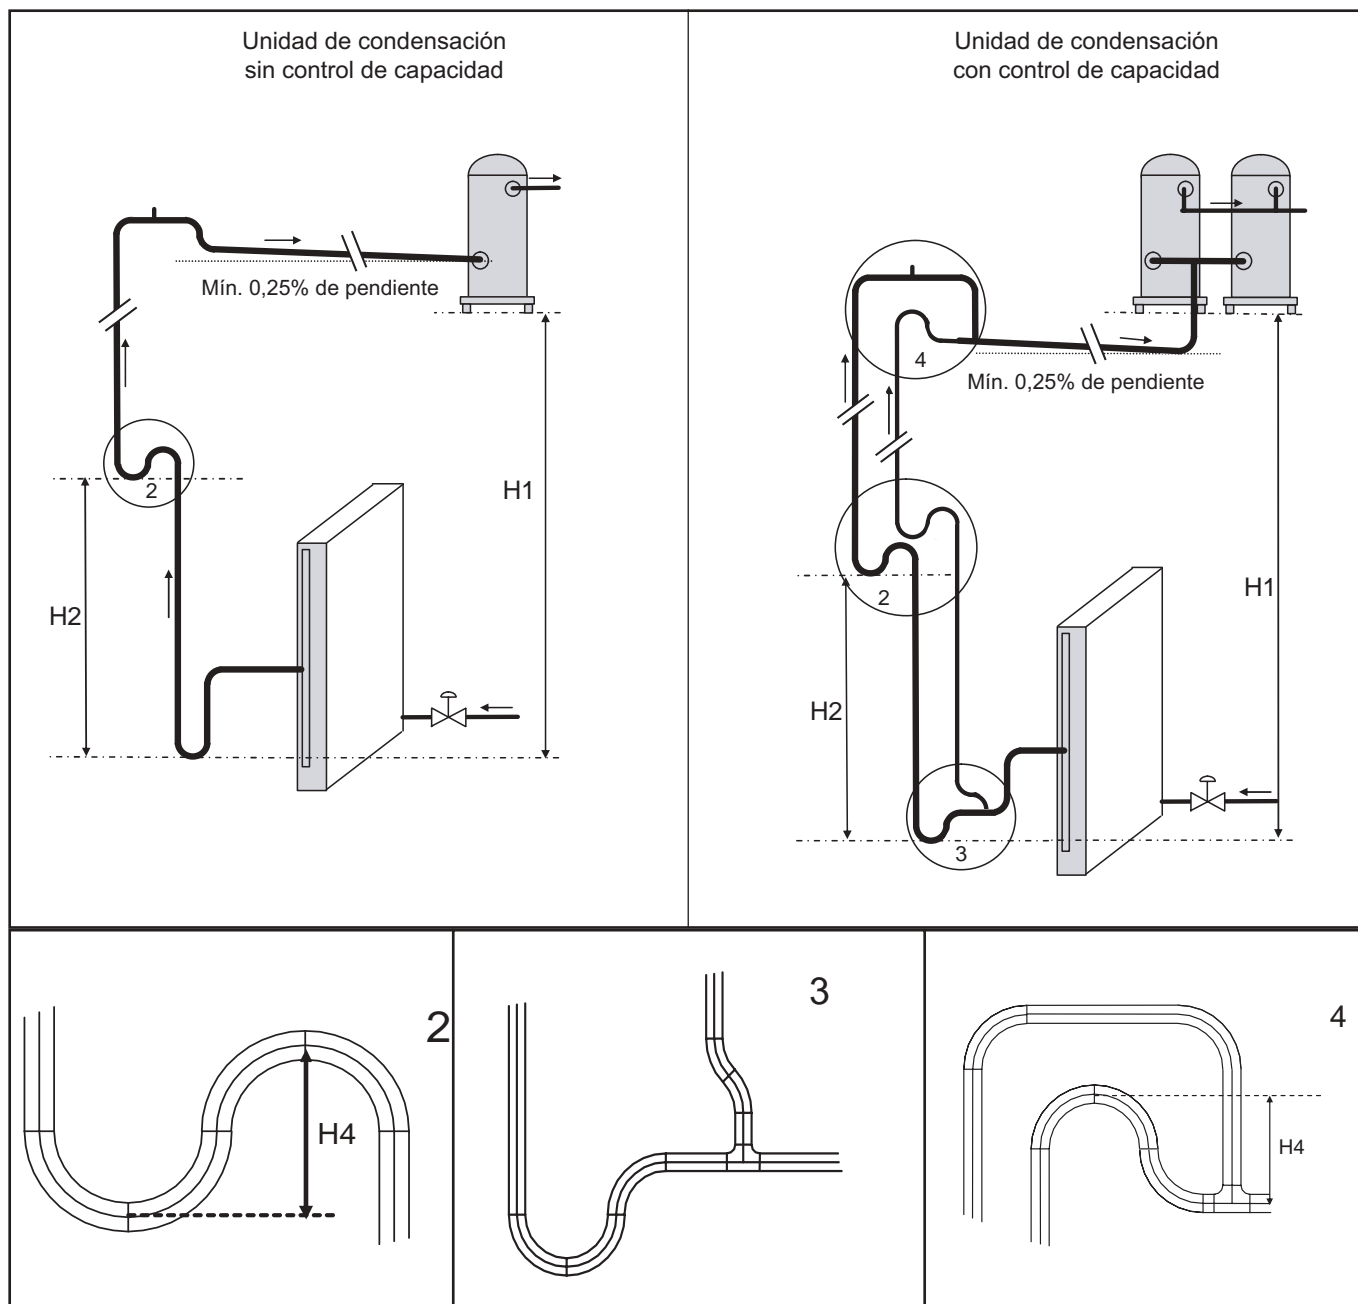 Unidad de condensación
sin control de capacidad
Mín. 0,25% de pendiente
2
H1
H2
Unidad de condensación
con control de capacidad
4
Mín. 0,25% de pendiente
2
H1
H2
3
2
H4
3
4
H4